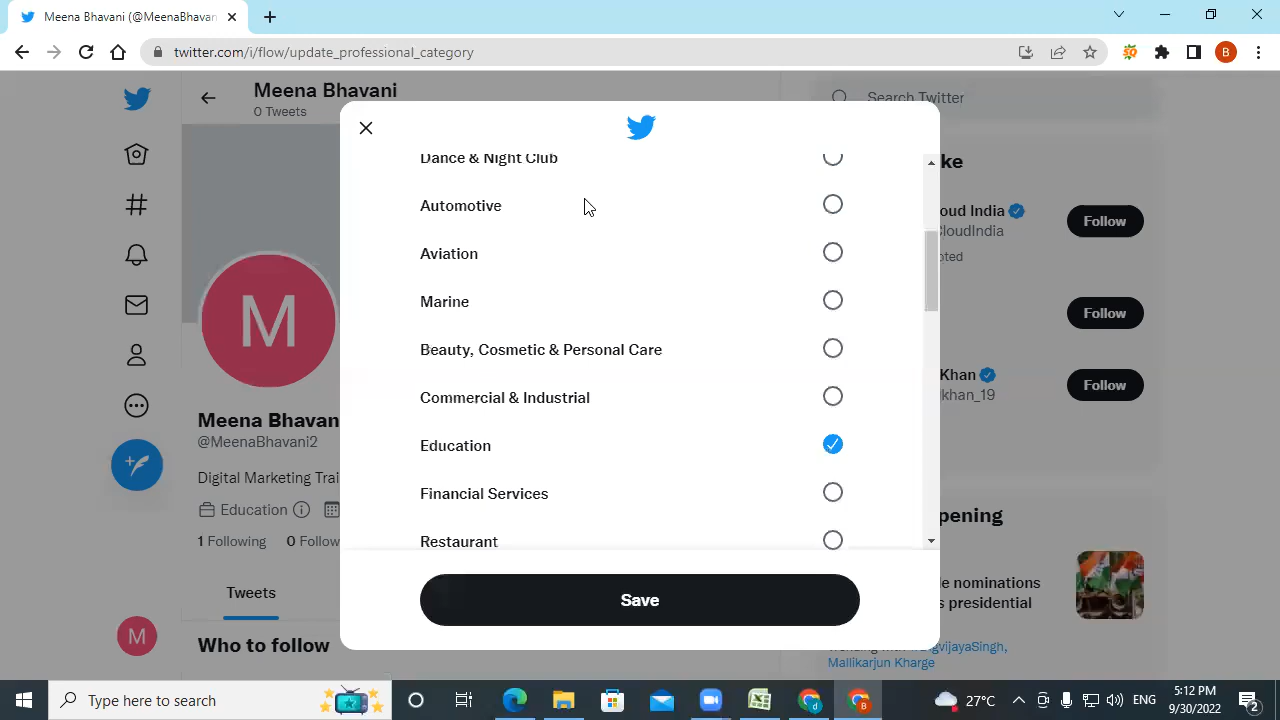 Meena Bhavani (@MeenaBhavan
twitter.com/i/flow/update_professional_category
B
Meena Bhavani
0 Tweets
Search Twitter
Dance & Night Club
Automotive
Aviation
Marine
Beauty, Cosmetic & Personal Care
Commercial & Industrial
Education
Financial Services
Restaurant
Save
M
Meena Bhavan
@MeenaBhavani2
Digital Marketing Trai
Education
1 Following 0 Follow
Tweets
Who to follow
M
ke
oud India
CloudIndia
oted
Follow
Follow
Khan
khan_19
Follow
pening
e nominations
s presidential
VijayaSingh,
Mallikarjun Kharge
Type here to search
27°C
ENG
5:12 PM
9/30/2022
2